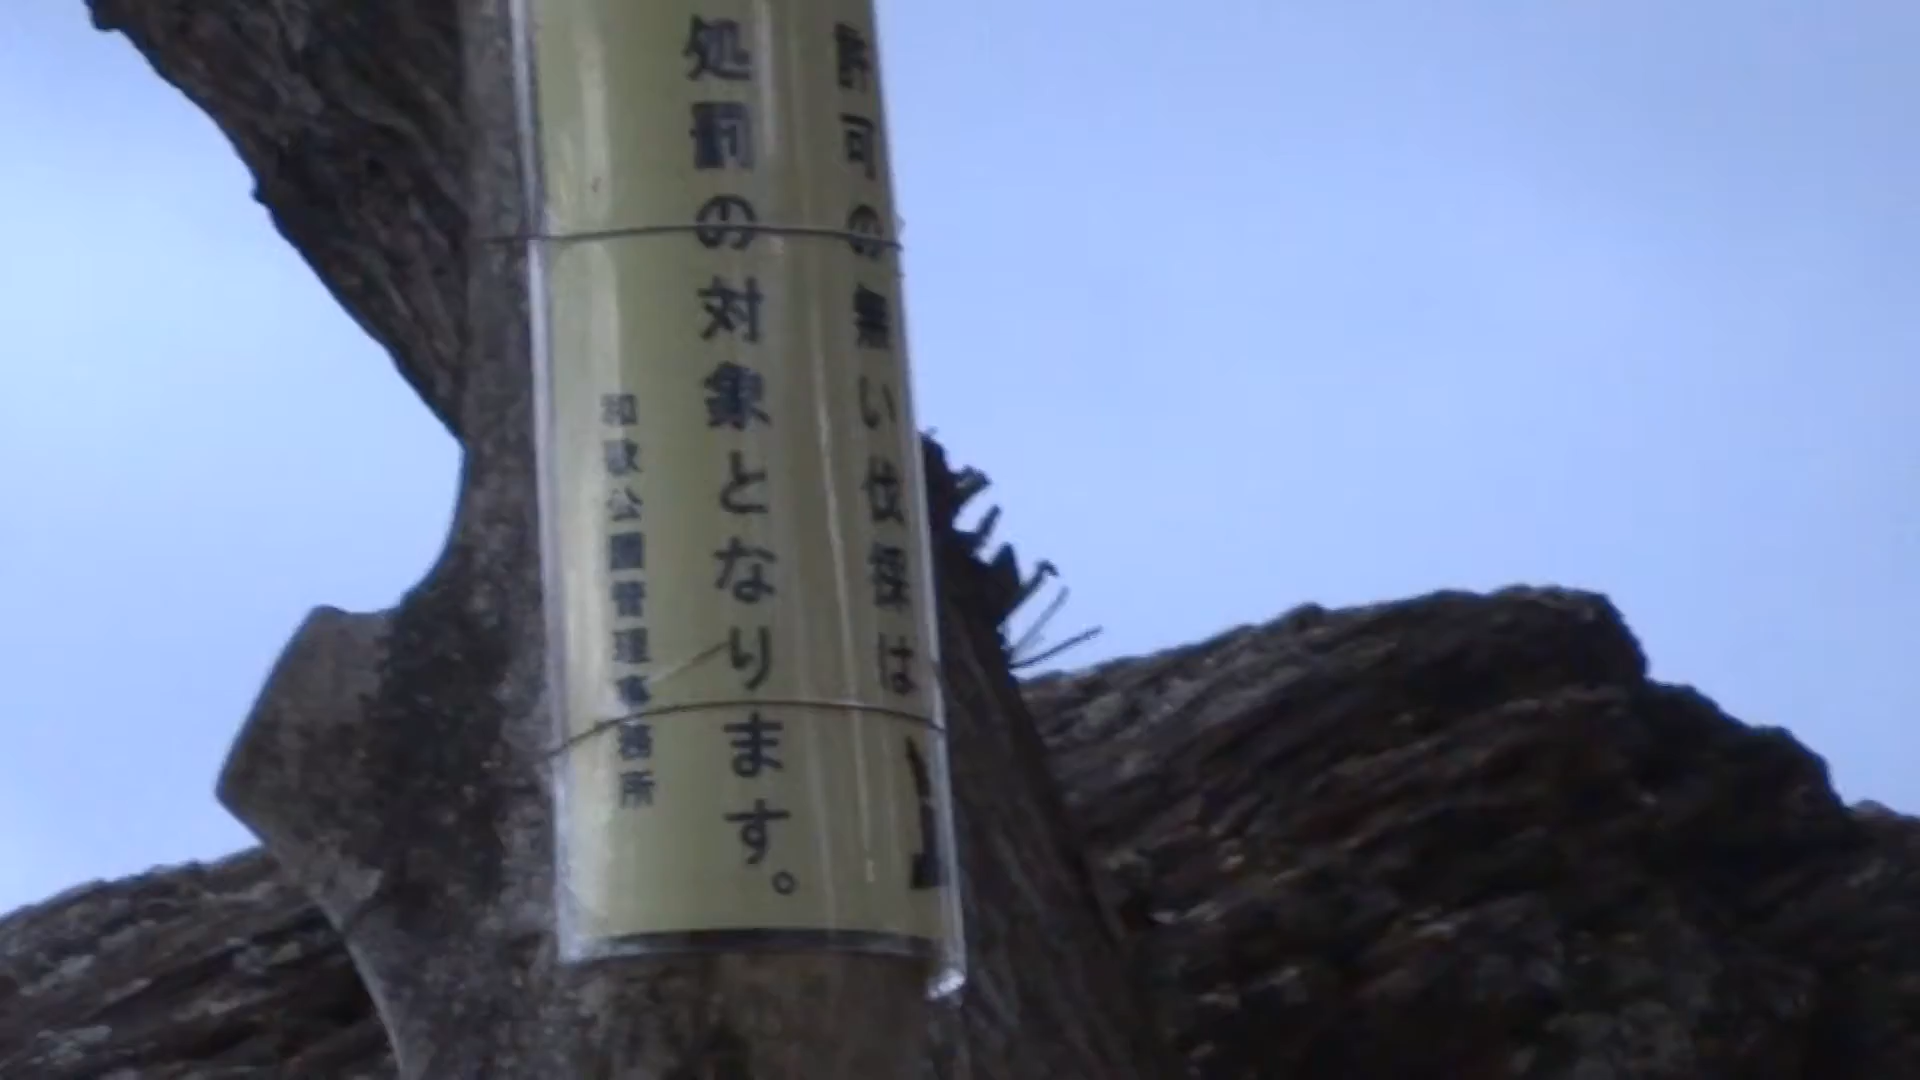 許可の無い伐採は
処罰の対象となります。
和歌公園管理事務所